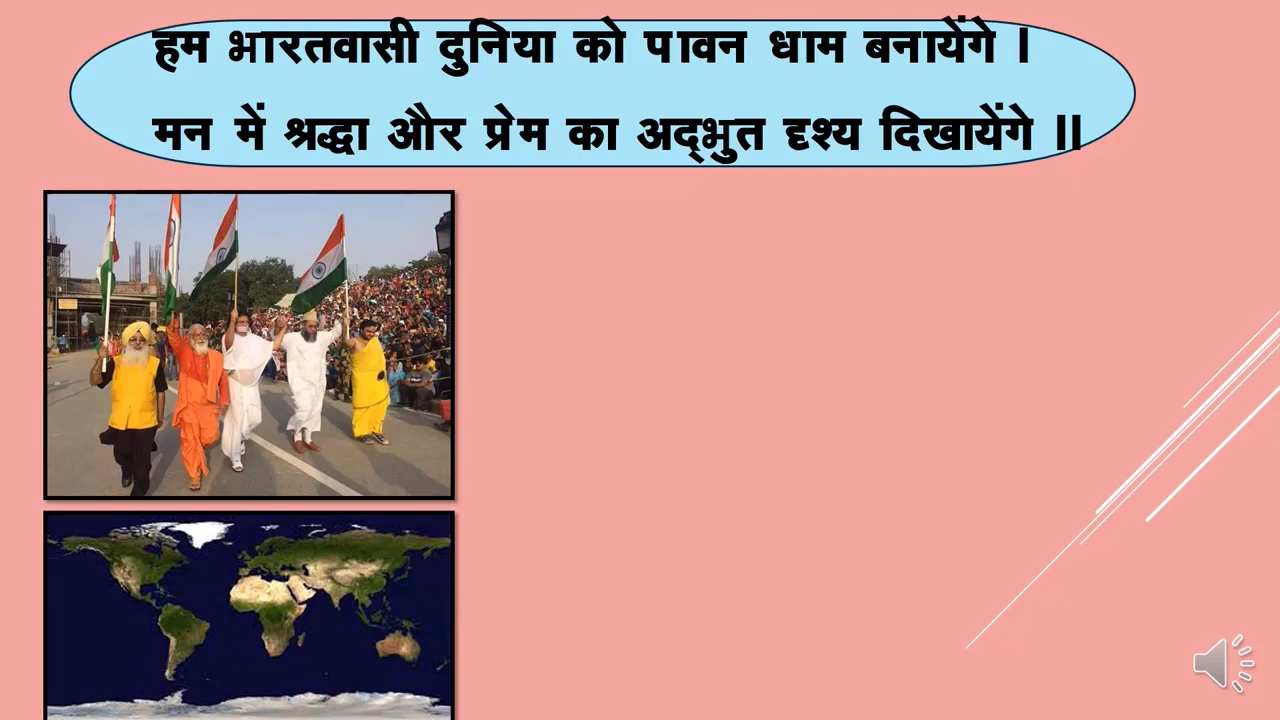 हम भारतवासी दुनिया को पावन धाम बनायेंगे ।
मन में श्रद्धा और प्रेम का अद्भुत दृश्य दिखायेंगे ।।